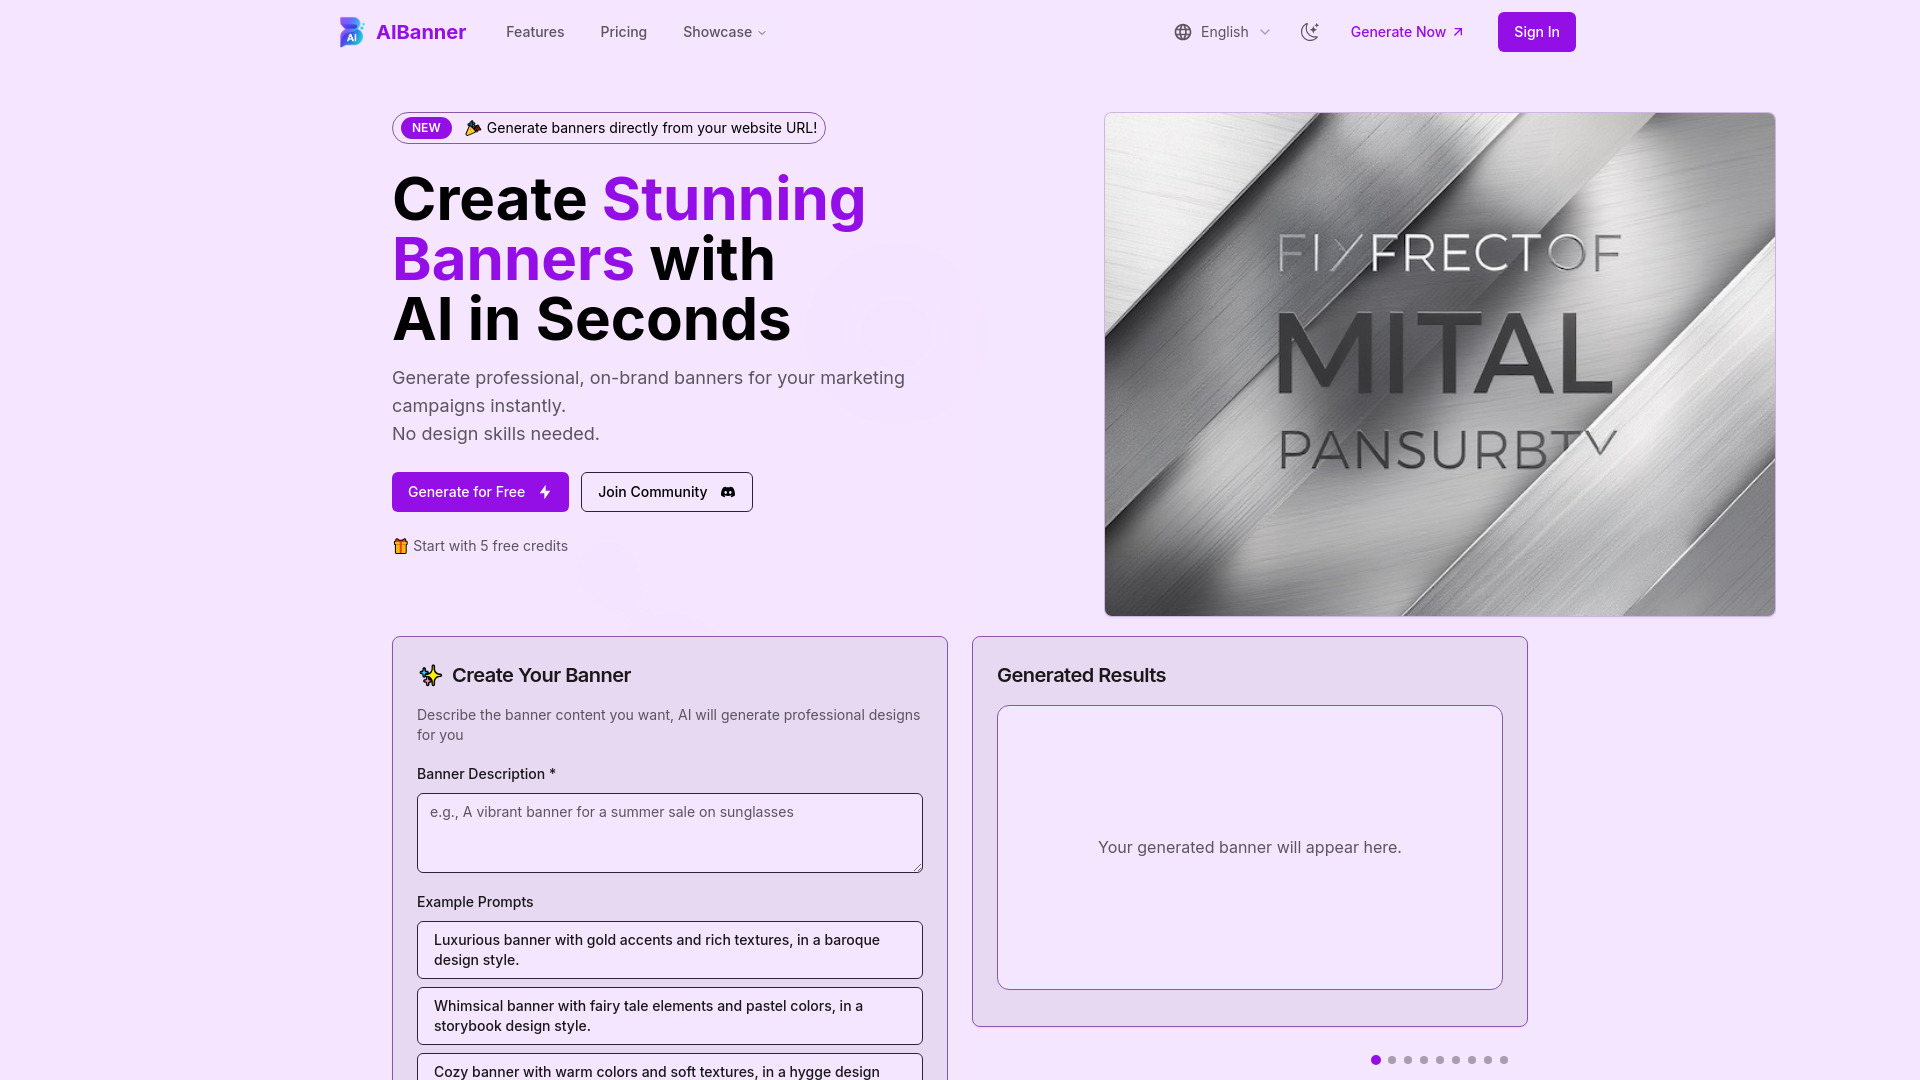 AI
AIBanner
Features
Pricing
Showcase
English
Generate Now
Sign In
NEW
Generate banners directly from your website URL!
Create Stunning
Banners with
AI in Seconds
Generate professional, on-brand banners for your marketing
campaigns instantly.
No design skills needed.
Generate for Free
Join Community
Start with 5 free credits
FIYFRECTOF
MITAL
PANSURBTY
Create Your Banner
Describe the banner content you want, AI will generate professional designs
for you
Banner Description *
e.g., A vibrant banner for a summer sale on sunglasses
Example Prompts
Luxurious banner with gold accents and rich textures, in a baroque
design style.
Whimsical banner with fairy tale elements and pastel colors, in a
storybook design style.
Cozy banner with warm colors and soft textures, in a hygge design
Generated Results
Your generated banner will appear here.